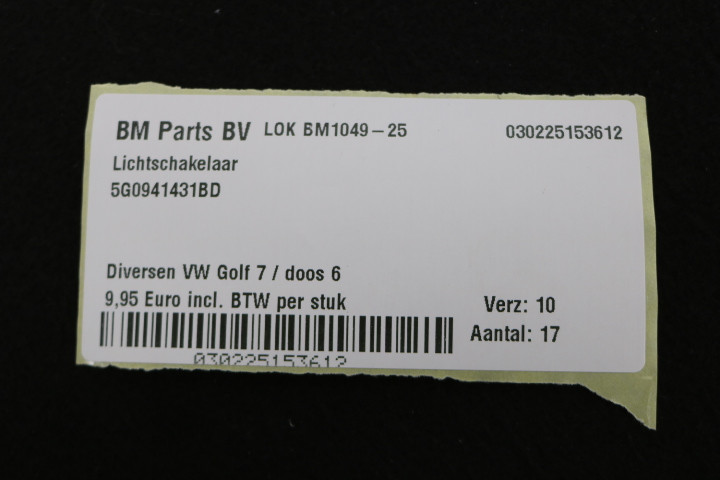 BM Parts BV LOK BM1049-25 030225153612
Lichtschakelaar
5G0941431BD
Diversen VW Golf 7 / doos 6
9,95 Euro incl. BTW per stuk Verz: 10
Aantal: 17
030225153612